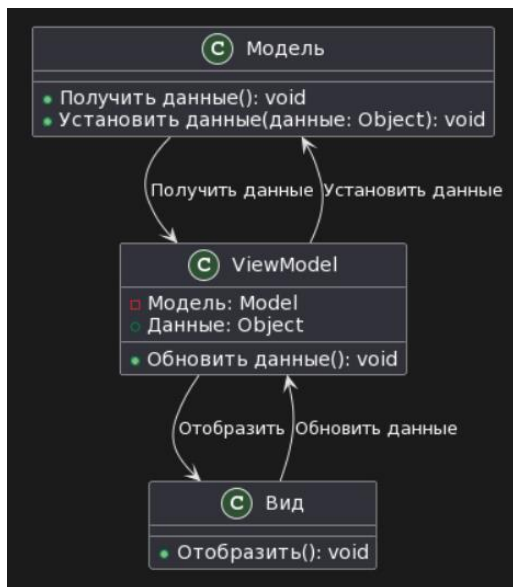 C Модель
Получить данные(): void
Установить данные(данные: Object): void
Получить данные Установить данные
C ViewModel
Модель: Model
Данные: Object
Обновить данные(): void
Отобразить Обновить данные
C Вид
Отобразить(): void